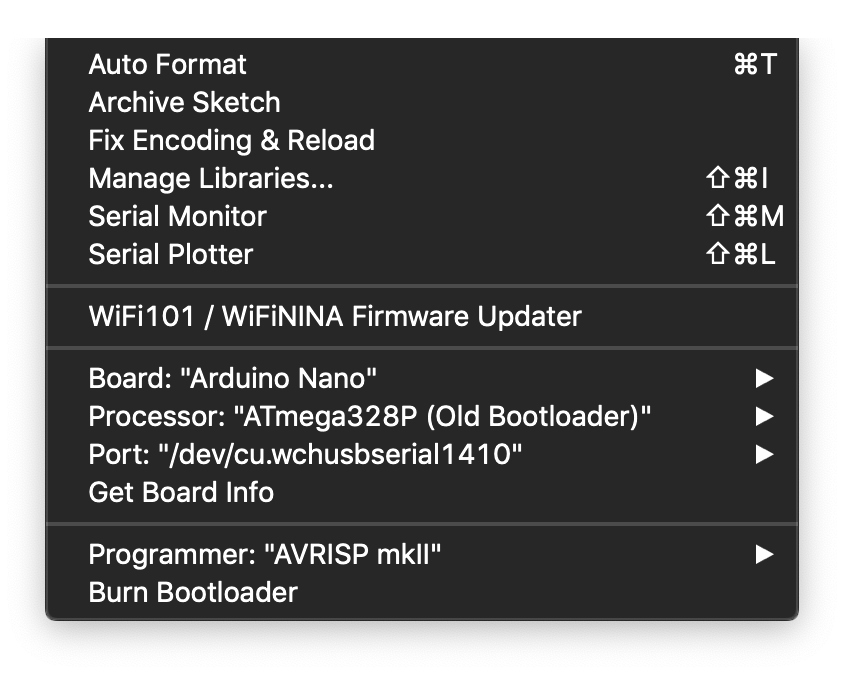 Auto Format ⌘T
Archive Sketch
Fix Encoding & Reload
Manage Libraries... ⇧⌘I
Serial Monitor ⇧⌘M
Serial Plotter ⇧⌘L
WiFi101 / WiFiNINA Firmware Updater
Board: "Arduino Nano" ▶
Processor: "ATmega328P (Old Bootloader)" ▶
Port: "/dev/cu.wchusbserial1410" ▶
Get Board Info
Programmer: "AVRISP mkII" ▶
Burn Bootloader